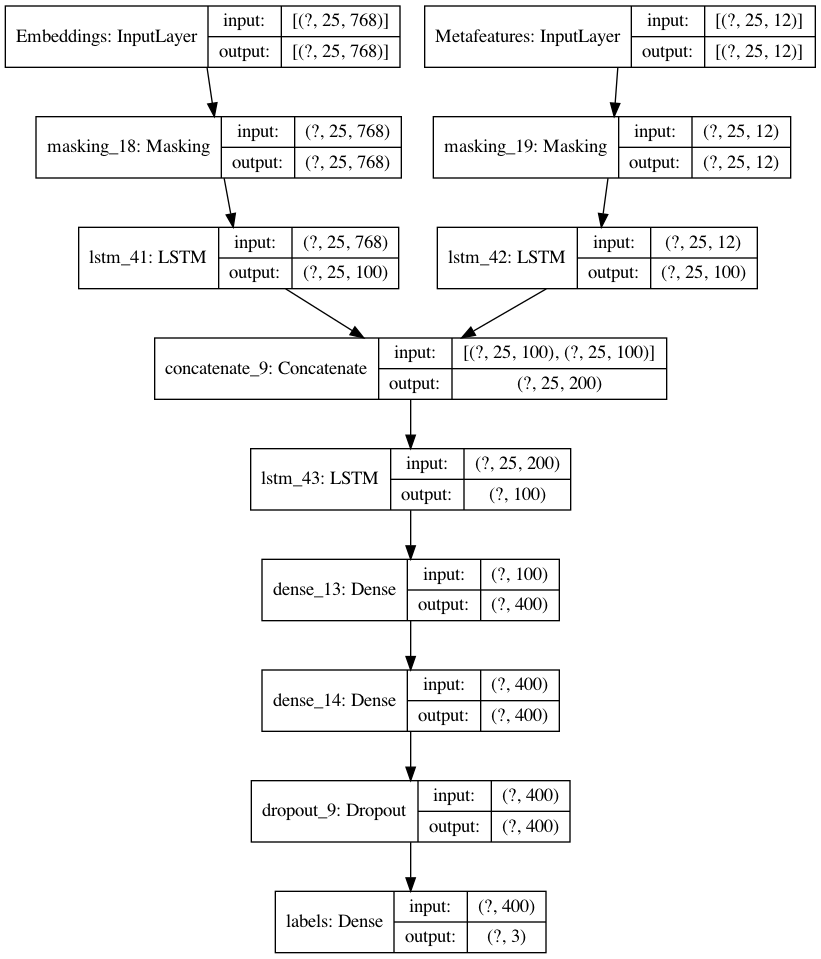 Embeddings: InputLayer
input:
[(?, 25, 768)]
output:
[(?, 25, 768)]
Metafeatures: InputLayer
input:
[(?, 25, 12)]
output:
[(?, 25, 12)]
masking_18: Masking
input:
(?, 25, 768)
output:
(?, 25, 768)
masking_19: Masking
input:
(?, 25, 12)
output:
(?, 25, 12)
lstm_41: LSTM
input:
(?, 25, 768)
output:
(?, 25, 100)
lstm_42: LSTM
input:
(?, 25, 12)
output:
(?, 25, 100)
concatenate_9: Concatenate
input:
[(?, 25, 100), (?, 25, 100)]
output:
(?, 25, 200)
lstm_43: LSTM
input:
(?, 25, 200)
output:
(?, 100)
dense_13: Dense
input:
(?, 100)
output:
(?, 400)
dense_14: Dense
input:
(?, 400)
output:
(?, 400)
dropout_9: Dropout
input:
(?, 400)
output:
(?, 400)
labels: Dense
input:
(?, 400)
output:
(?, 3)